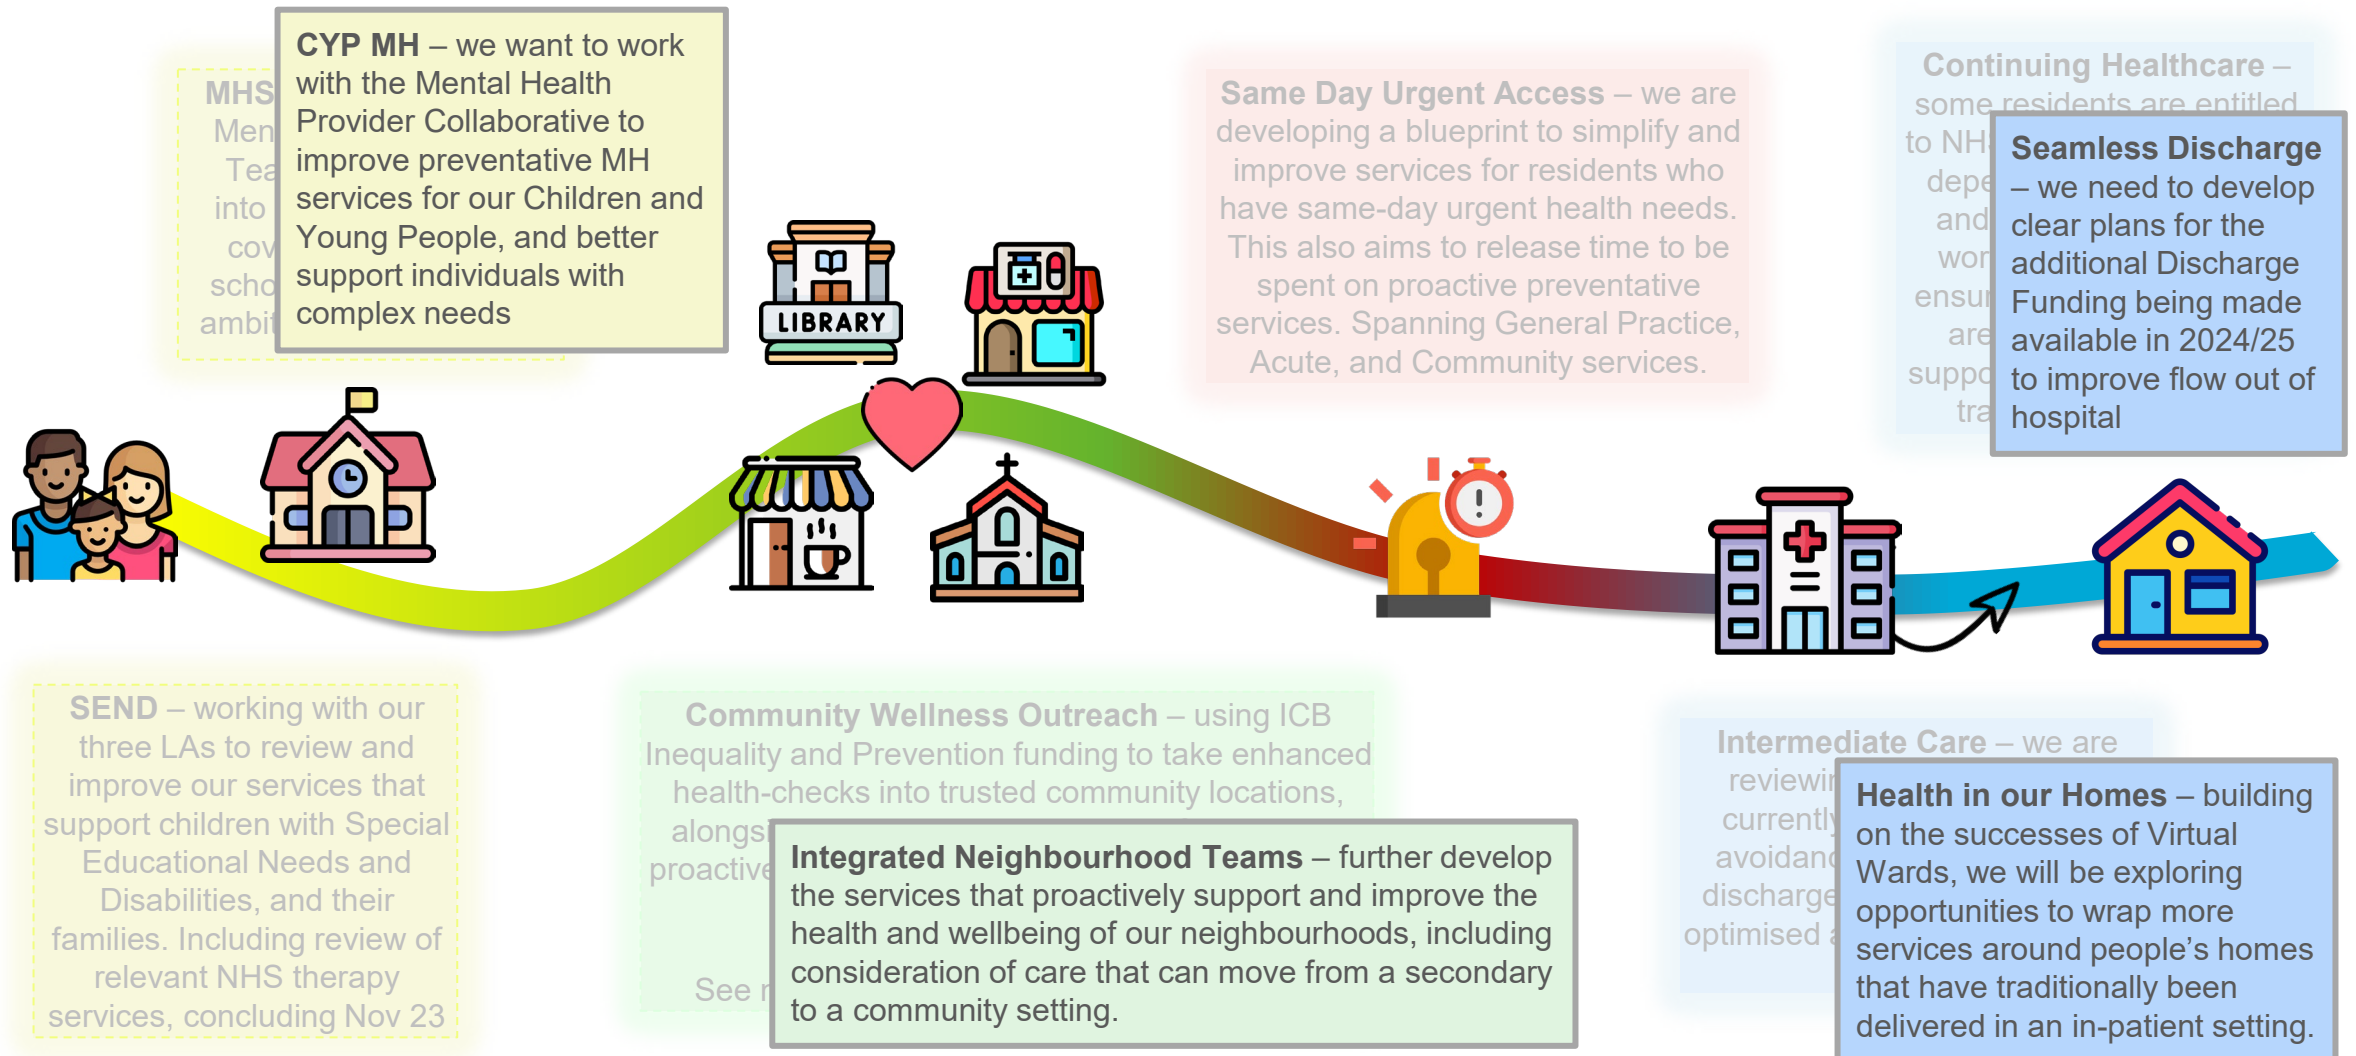 MHS
Men
Tea
into
cov
scho
ambit
CYP MH – we want to work
with the Mental Health
Provider Collaborative to
improve preventative MH
services for our Children and
Young People, and better
support individuals with
complex needs
LIBRARY
Same Day Urgent Access – we are
developing a blueprint to simplify and
improve services for residents who
have same-day urgent health needs.
This also aims to release time to be
spent on proactive preventative
services. Spanning General Practice,
Acute, and Community services.
Continuing Healthcare –
some residents are entitled
to NH
depe
and
wor
ensur
are
suppo
tra
Seamless Discharge
– we need to develop
clear plans for the
additional Discharge
Funding being made
available in 2024/25
to improve flow out of
hospital
SEND – working with our
three LAs to review and
improve our services that
support children with Special
Educational Needs and
Disabilities, and their
families. Including review of
relevant NHS therapy
services, concluding Nov 23
Community Wellness Outreach – using ICB
Inequality and Prevention funding to take enhanced
health-checks into trusted community locations,
alongsi
proactive
See
Integrated Neighbourhood Teams – further develop
the services that proactively support and improve the
health and wellbeing of our neighbourhoods, including
consideration of care that can move from a secondary
to a community setting.
Intermediate Care – we are
reviewin
currently
avoidanc
discharge
optimised
Health in our Homes – building
on the successes of Virtual
Wards, we will be exploring
opportunities to wrap more
services around people's homes
that have traditionally been
delivered in an in-patient setting.